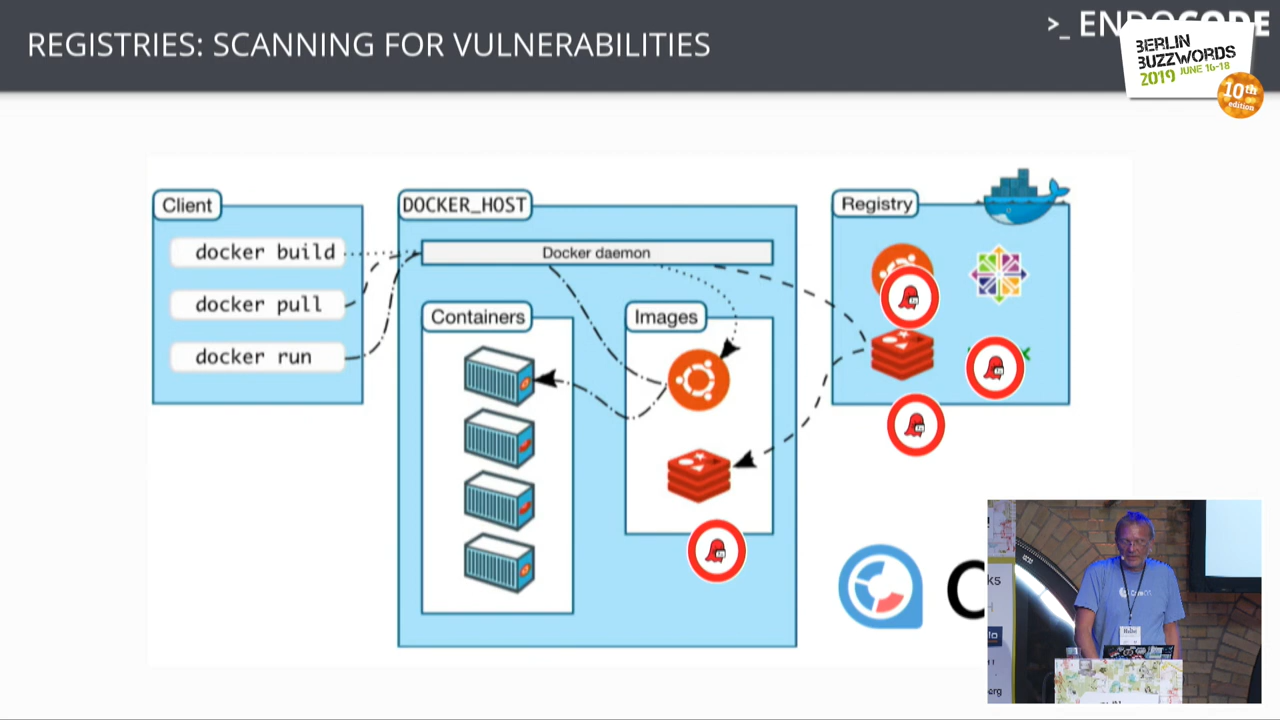 REGISTRIES: SCANNING FOR VULNERABILITIES
>_ ENDOCODE
BERLIN
BUZZWORDS
2019 JUNE 16-18
10th
edition
Client
docker build
docker pull
docker run
DOCKER_HOST
Docker daemon
Containers
Images
Registry
C
ks